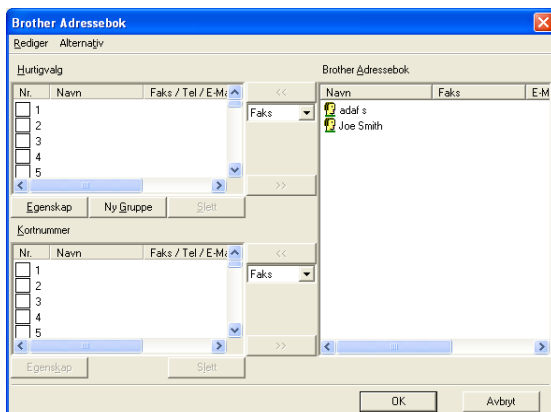 Brother Adressebok
Rediger Alternativ
Hurtigvalg
Nr. Navn Faks / Tel / E-Ma
1
2
3
4
5
<<
Faks
>>
Egenskap Ny Gruppe Slett
Kortnummer
Nr. Navn Faks / Tel / E-Ma
1
2
3
4
5
<<
Faks
>>
Egenskap Slett
Brother Adressebok
Navn Faks E-M
adaf s
Joe Smith
OK Avbryt